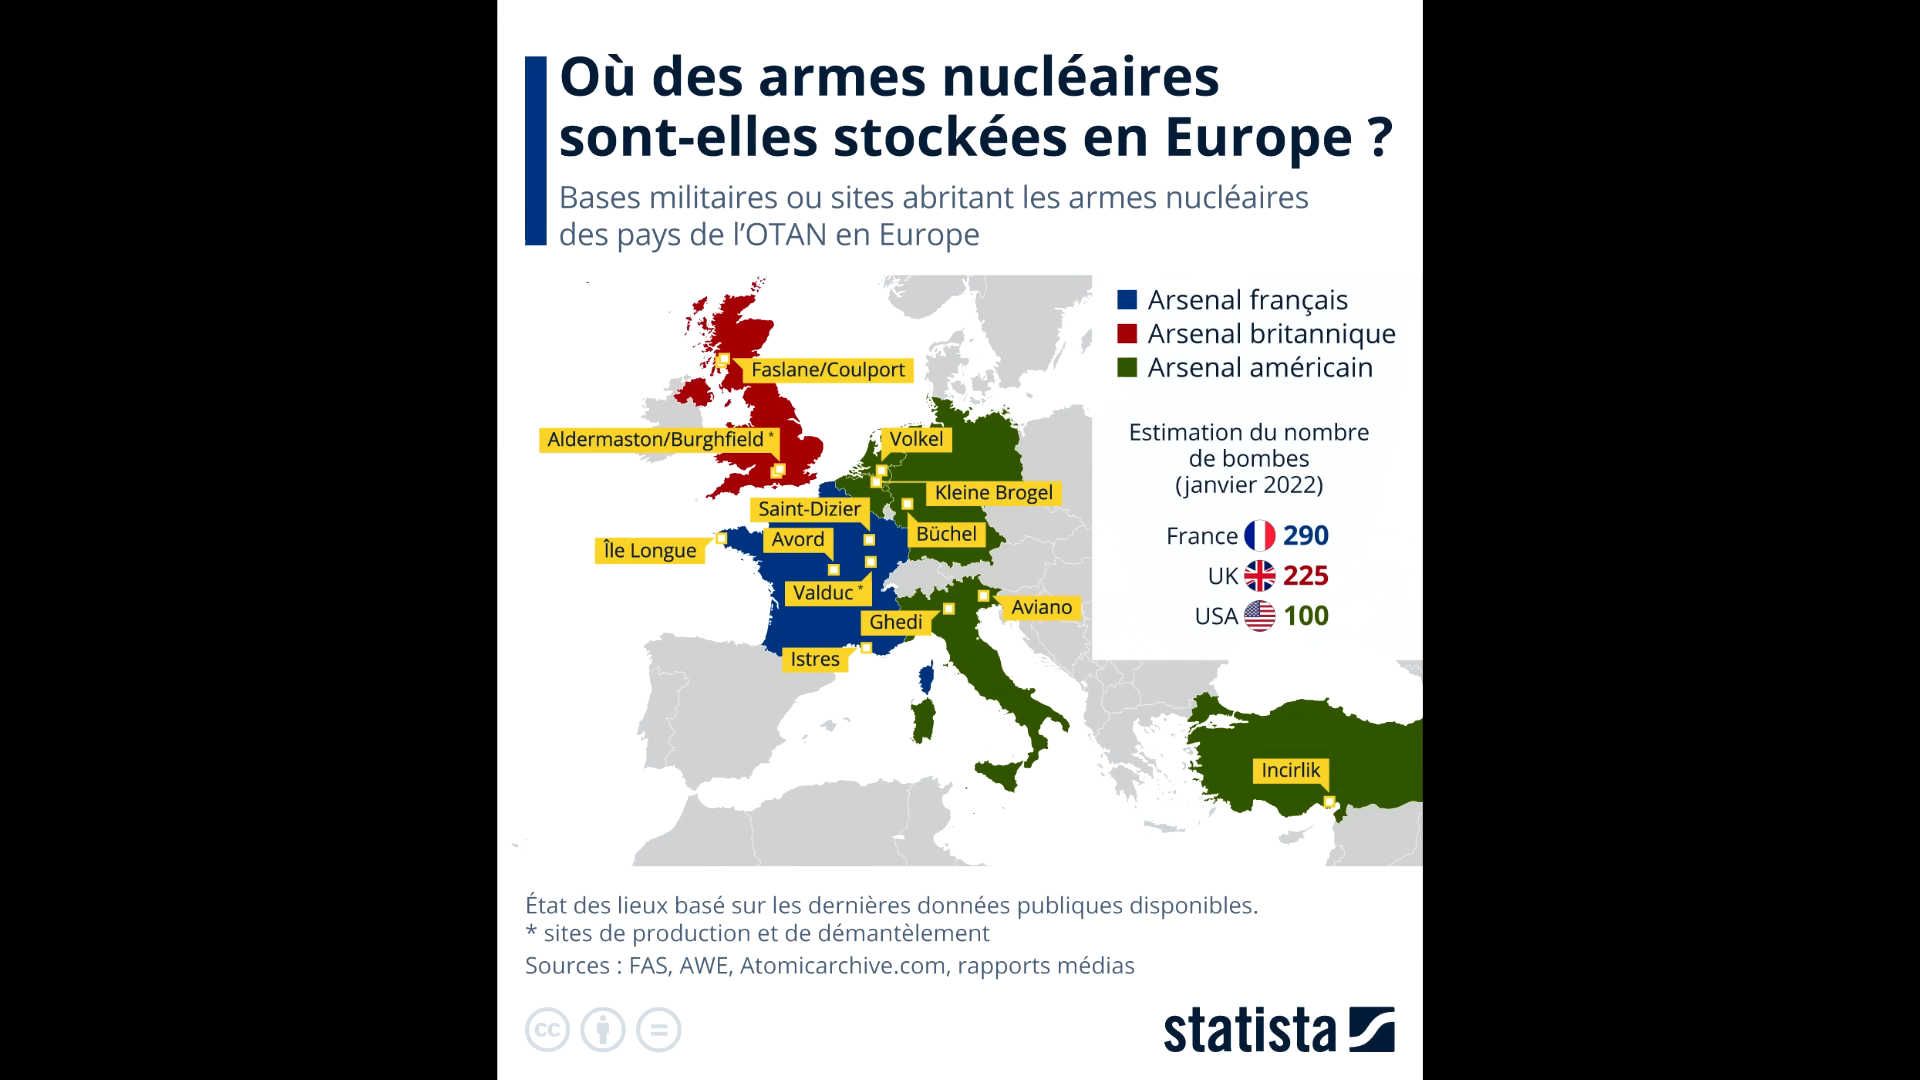 Où des armes nucléaires
sont-elles stockées en Europe ?
Bases militaires ou sites abritant les armes nucléaires
des pays de l’OTAN en Europe
Arsenal français
Arsenal britannique
Arsenal américain
Faslane/Coulport
Aldermaston/Burghfield *
Volkel
Kleine Brogel
Saint-Dizier
Büchel
Avord
Île Longue
Valduc *
Aviano
Ghedi
Istres
Incirlik
Estimation du nombre
de bombes
(janvier 2022)
France 290
UK 225
USA 100
État des lieux basé sur les dernières données publiques disponibles.
* sites de production et de démantèlement
Sources : FAS, AWE, Atomicarchive.com, rapports médias
cc
statista